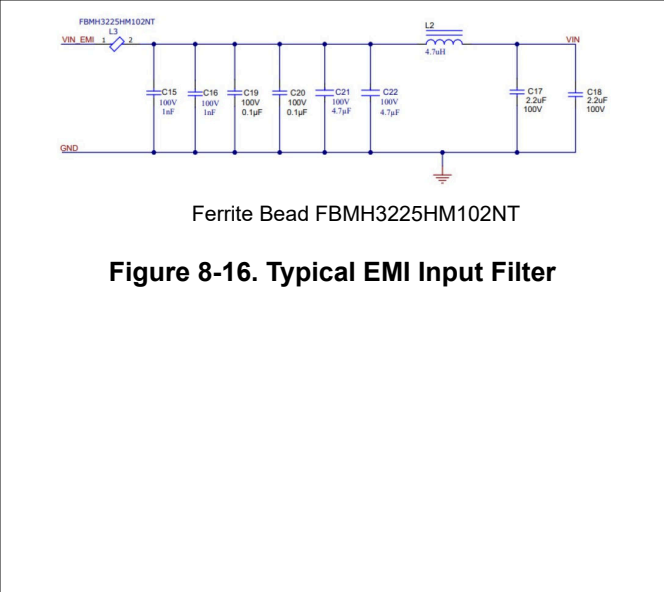 FBMH3225HM102NT
L3
VIN_EMI 1 2
L2
4.7uH
VIN
C15
100V
1nF
C16
100V
1nF
C19
100V
0.1µF
C20
100V
0.1µF
C21
100V
4.7µF
C22
100V
4.7µF
C17
2.2uF
100V
C18
2.2uF
100V
GND
Ferrite Bead FBMH3225HM102NT
Figure 8-16. Typical EMI Input Filter